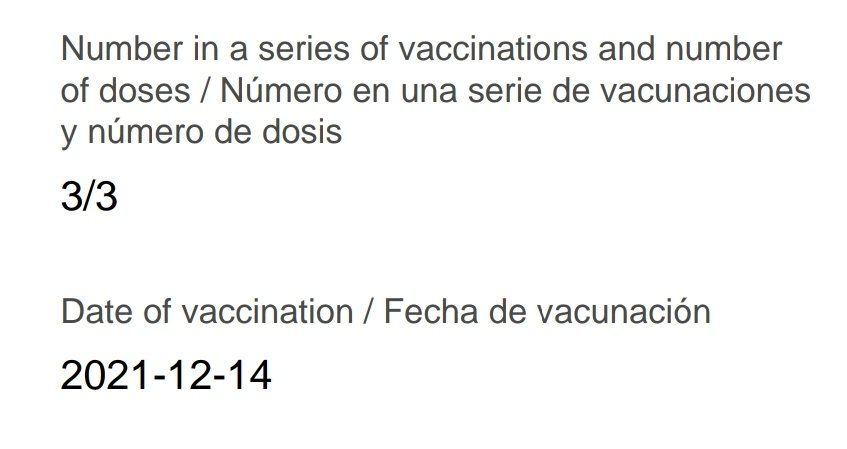 Number in a series of vaccinations and number
of doses / Número en una serie de vacunaciones
y número de dosis
3/3
Date of vaccination / Fecha de vacunación
2021-12-14